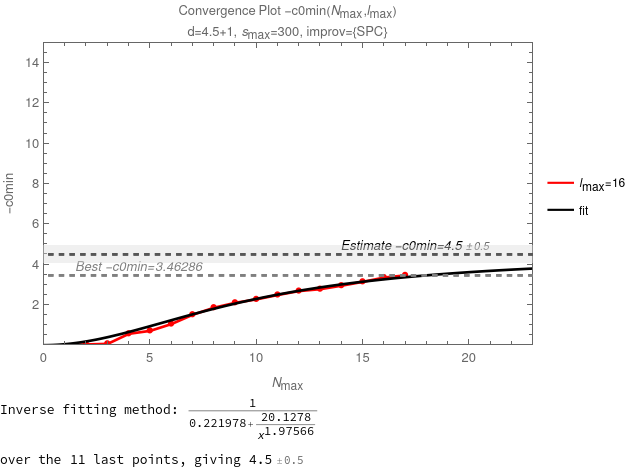 Convergence Plot −c0min(Nmax,lmax)
d=4.5+1, smax=300, improv={SPC}
14
12
10
8
6
4
2
−c0min
Estimate −c0min=4.5 ±0.5
Best −c0min=3.46286
lmax=16
fit
0 5 10 15 20
Nmax
Inverse fitting method: 1
0.221978+ 20.1278
x1.97566
over the 11 last points, giving 4.5 ±0.5